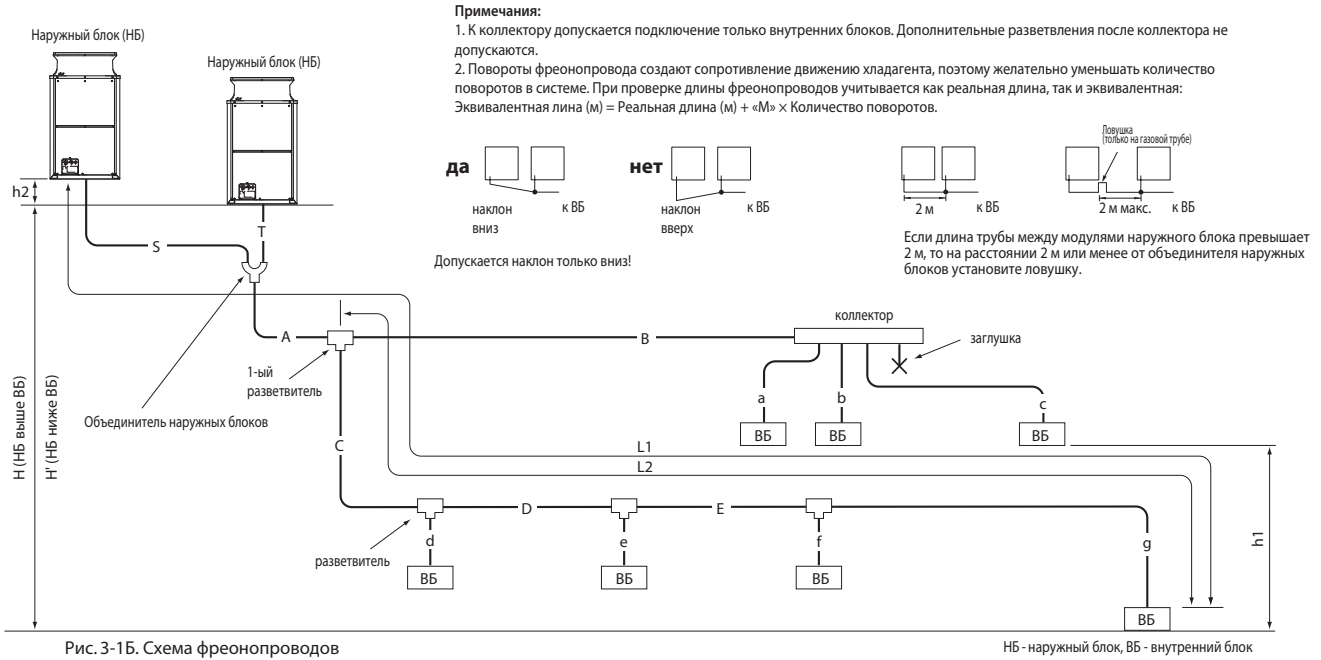 Примечания:
1. К коллектору допускается подключение только внутренних блоков. Дополнительные разветвления после коллектора не
допускаются.
2. Повороты фреонопровода создают сопротивление движению хладагента, поэтому желательно уменьшать количество
поворотов в системе. При проверке длины фреонопроводов учитывается как реальная длина, так и эквивалентная:
Эквивалентная лина (м) = Реальная длина (м) + «М» × Количество поворотов.
Наружный блок (НБ)
Наружный блок (НБ)
h2
да
наклон
вниз
к ВБ
нет
наклон
вверх
к ВБ
Допускается наклон только вниз!
2 м
к ВБ
Ловушка
(только на газовой трубе)
2 м макс.
к ВБ
Если длина трубы между модулями наружного блока превышает
2 м, то на расстоянии 2 м или менее от объединителя наружных
блоков установите ловушку.
S
T
A
B
коллектор
заглушка
1-ый
разветвитель
Объединитель наружных блоков
H (НБ выше ВБ)
H' (НБ ниже ВБ)
a
b
c
ВБ
ВБ
ВБ
C
L1
L2
D
E
d
e
f
g
разветвитель
ВБ
ВБ
ВБ
ВБ
h1
Рис. 3-1Б. Схема фреонопроводов
НБ - наружный блок, ВБ - внутренний блок